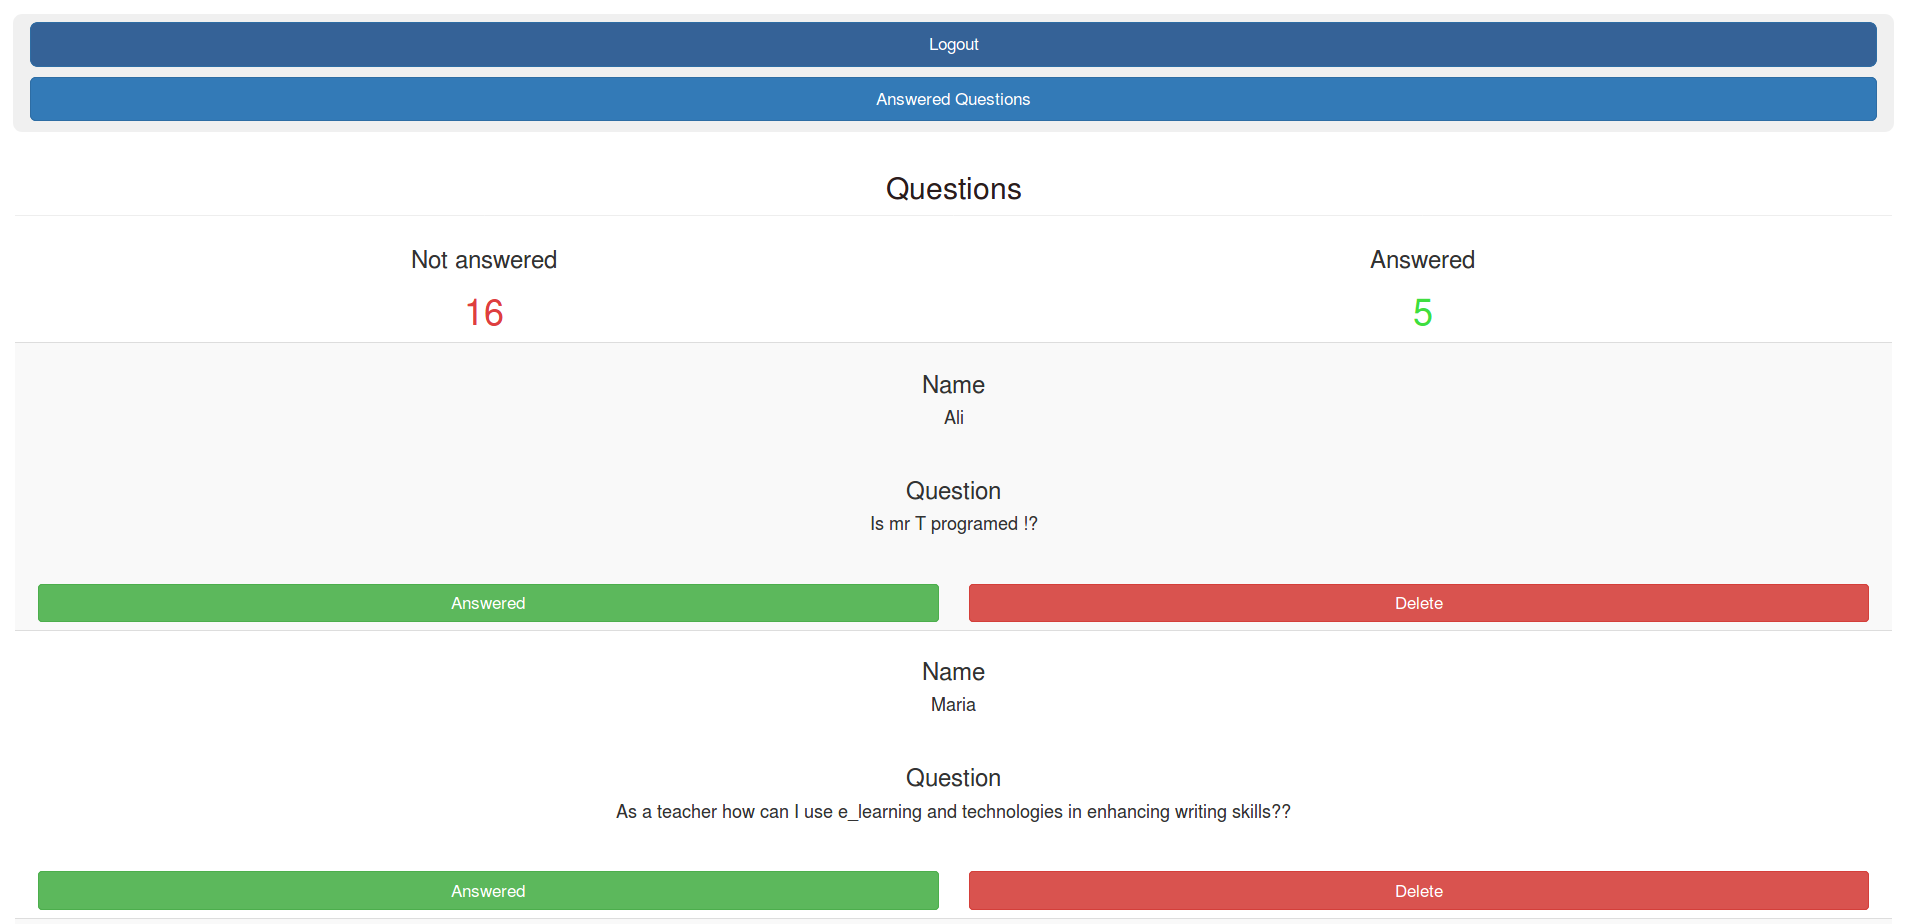 Logout
Answered Questions
Questions
Not answered
Answered
16
5
Name
Ali
Question
Is mr T programed !?
Answered
Delete
Name
Maria
Question
As a teacher how can I use e_learning and technologies in enhancing writing skills??
Answered
Delete